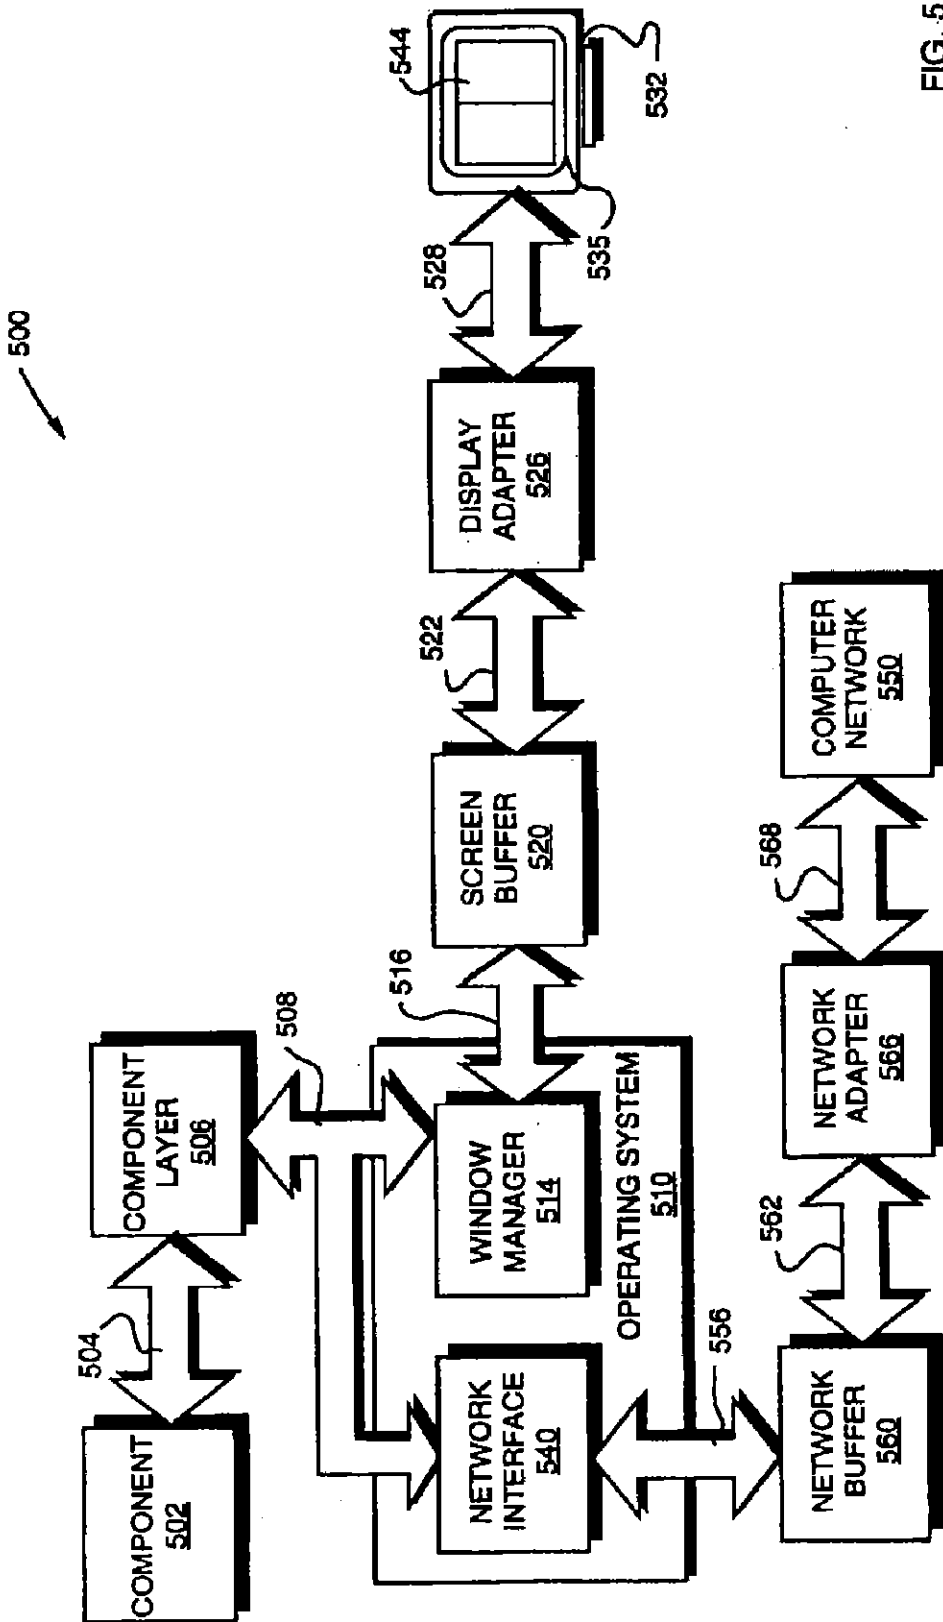 500
COMPONENT
502
504
COMPONENT
LAYER
506
508
NETWORK
INTERFACE
540
WINDOW
MANAGER
514
OPERATING SYSTEM
510
516
SCREEN
BUFFER
520
522
DISPLAY
ADAPTER
526
528
544
535
532
556
NETWORK
BUFFER
560
562
NETWORK
ADAPTER
566
568
COMPUTER
NETWORK
550
FIG. 5